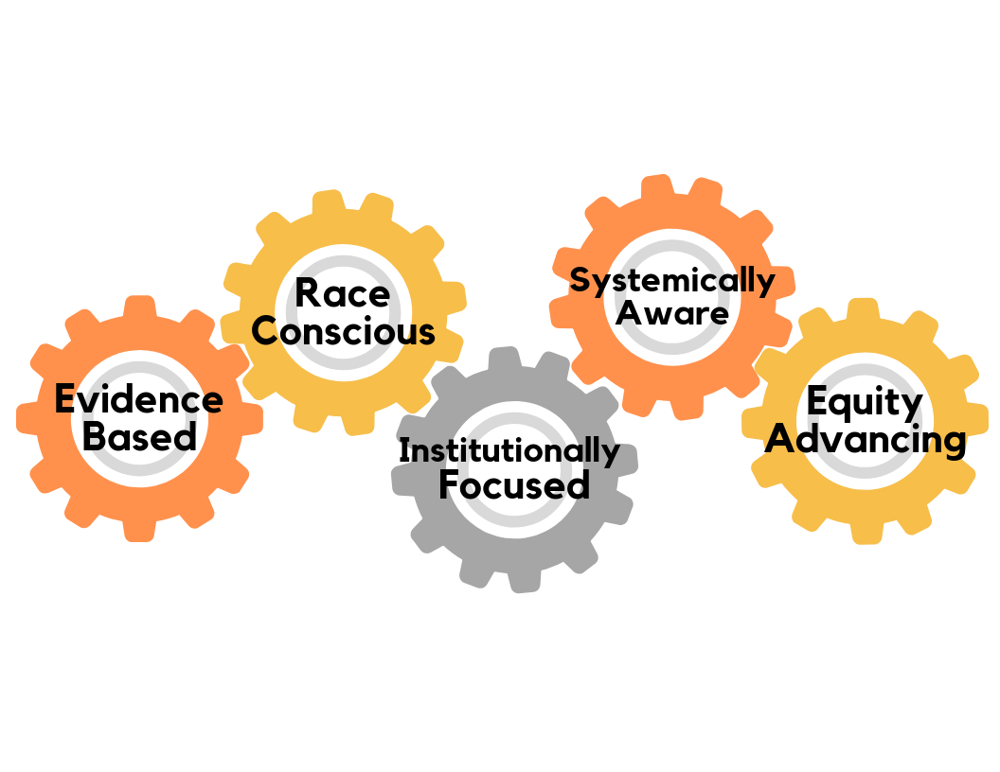 Evidence
Based
Race
Conscious
Institutionally
Focused
Systemically
Aware
Equity
Advancing